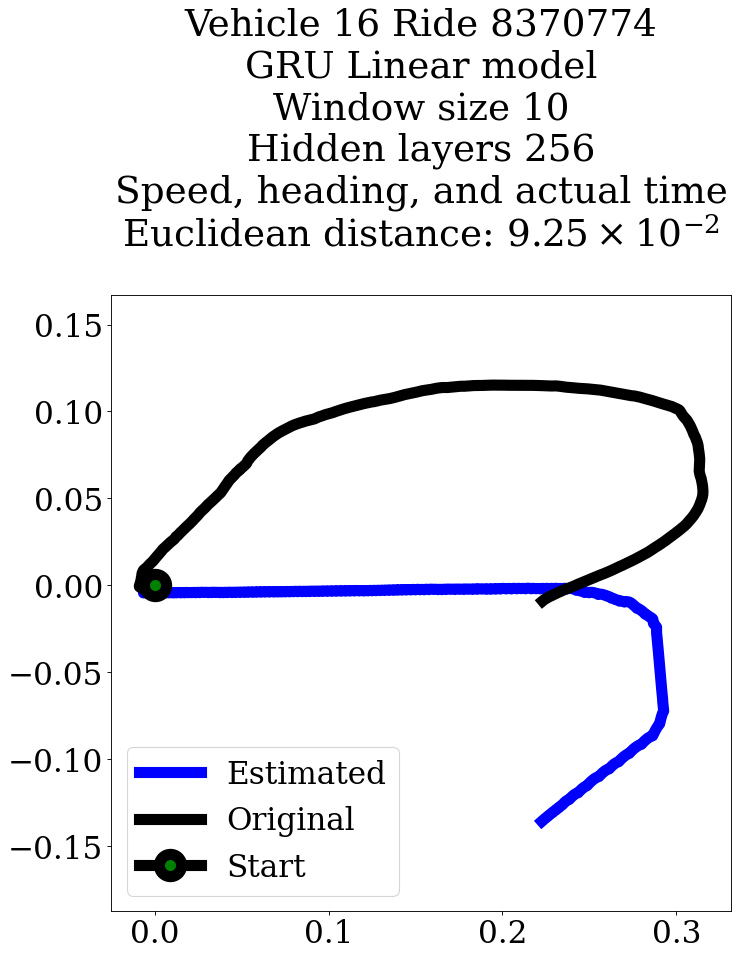 Vehicle 16 Ride 8370774
GRU Linear model
Window size 10
Hidden layers 256
Speed, heading, and actual time
Euclidean distance: 9.25 × 10⁻²
0.15
0.10
0.05
0.00
−0.05
−0.10
−0.15
Estimated
Original
Start
0.0 0.1 0.2 0.3